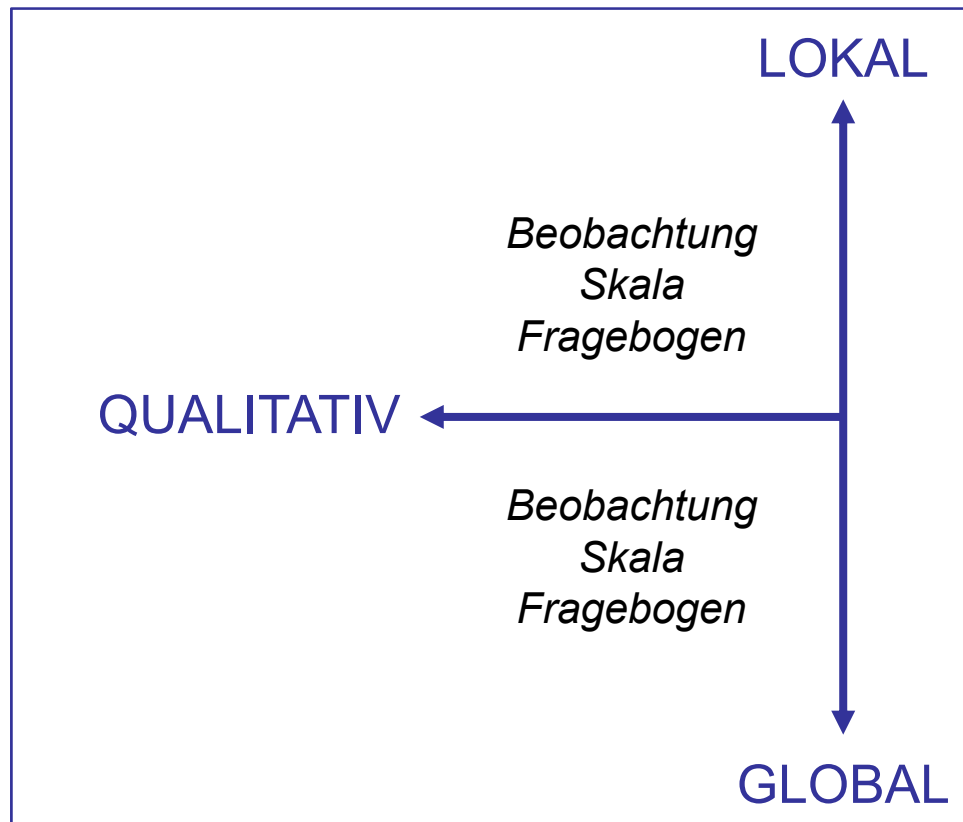 LOKAL
Beobachtung
Skala
Fragebogen
QUALITATIV
Beobachtung
Skala
Fragebogen
GLOBAL